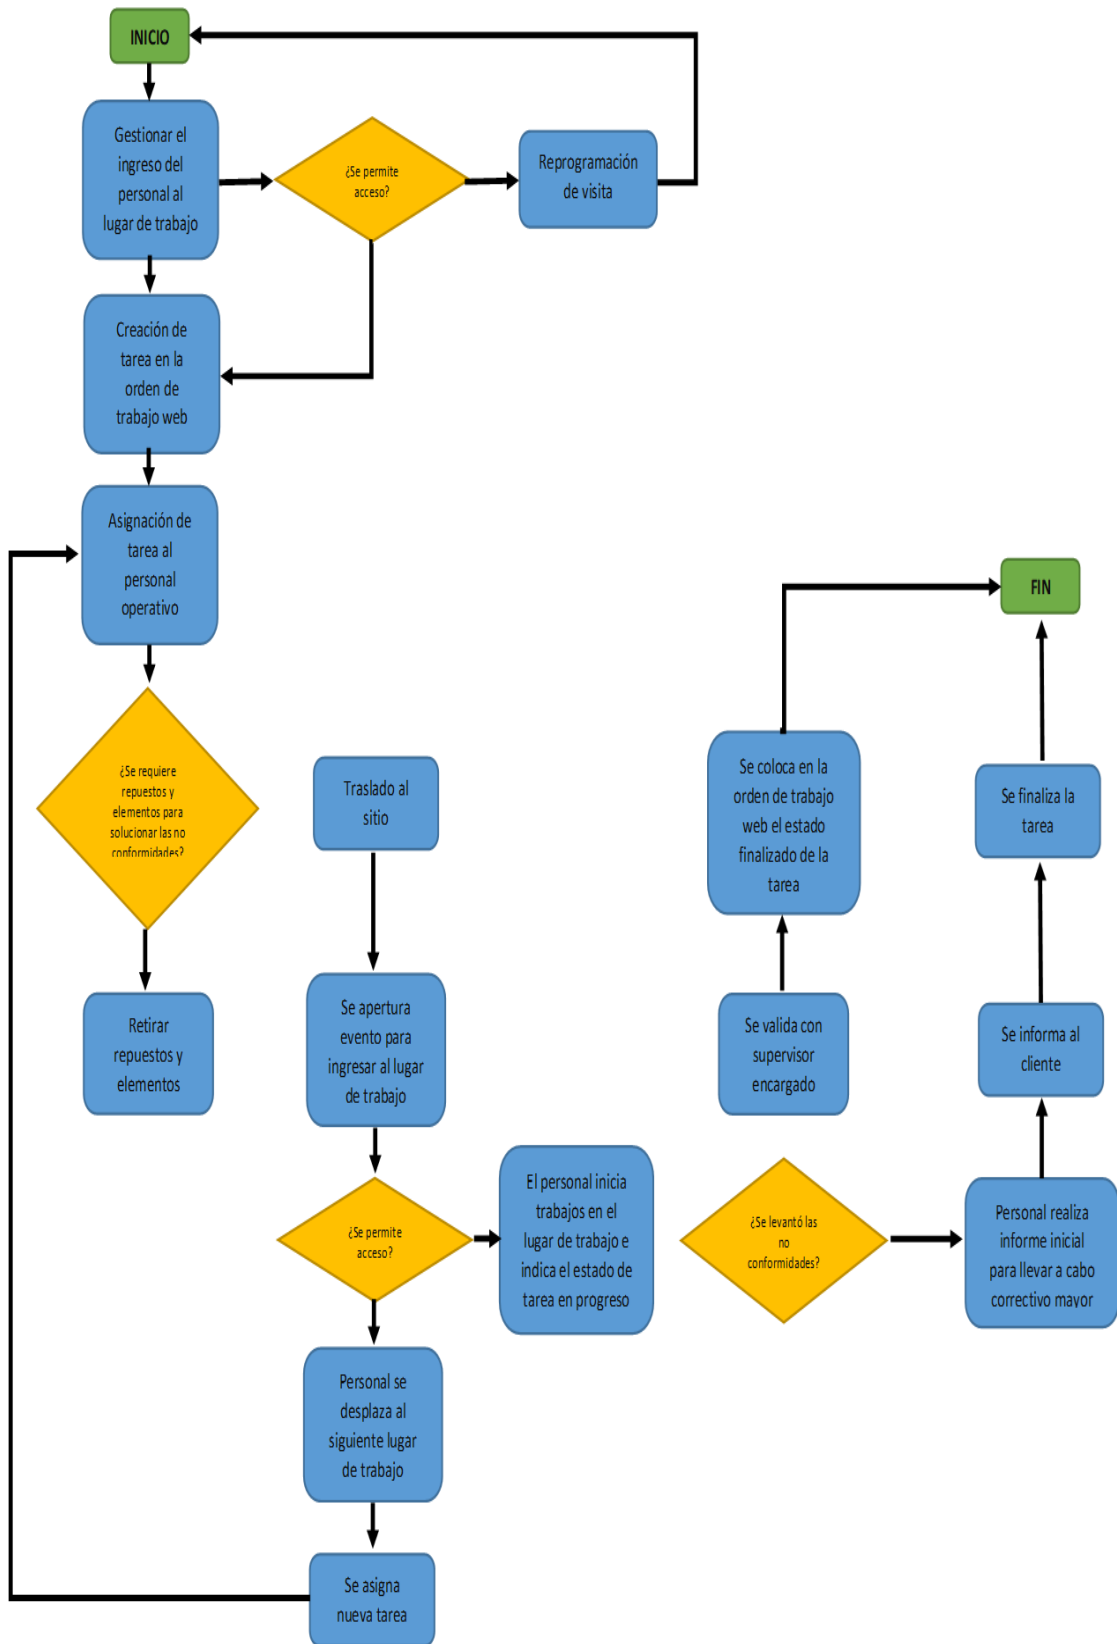 INICIO
Gestionar el
ingreso del
personal al
lugar de trabajo
¿Se permite
acceso?
Reprogramación
de visita
Creación de
tarea en la
orden de
trabajo web
Asignación de
tarea al
personal
operativo
¿Se requiere
repuestos y
elementos para
solucionar las no
conformidades?
Retirar
repuestos y
elementos
Traslado al
sitio
Se apertura
evento para
ingresar al lugar
de trabajo
¿Se permite
acceso?
El personal inicia
trabajos en el
lugar de trabajo e
indica el estado de
tarea en progreso
Personal se
desplaza al
siguiente lugar
de trabajo
Se asigna
nueva tarea
¿Se levantó las
no
conformidades?
Se valida con
supervisor
encargado
Se coloca en la
orden de trabajo
web el estado
finalizado de la
tarea
Personal realiza
informe inicial
para llevar a cabo
correctivo mayor
Se informa al
cliente
Se finaliza la
tarea
FIN